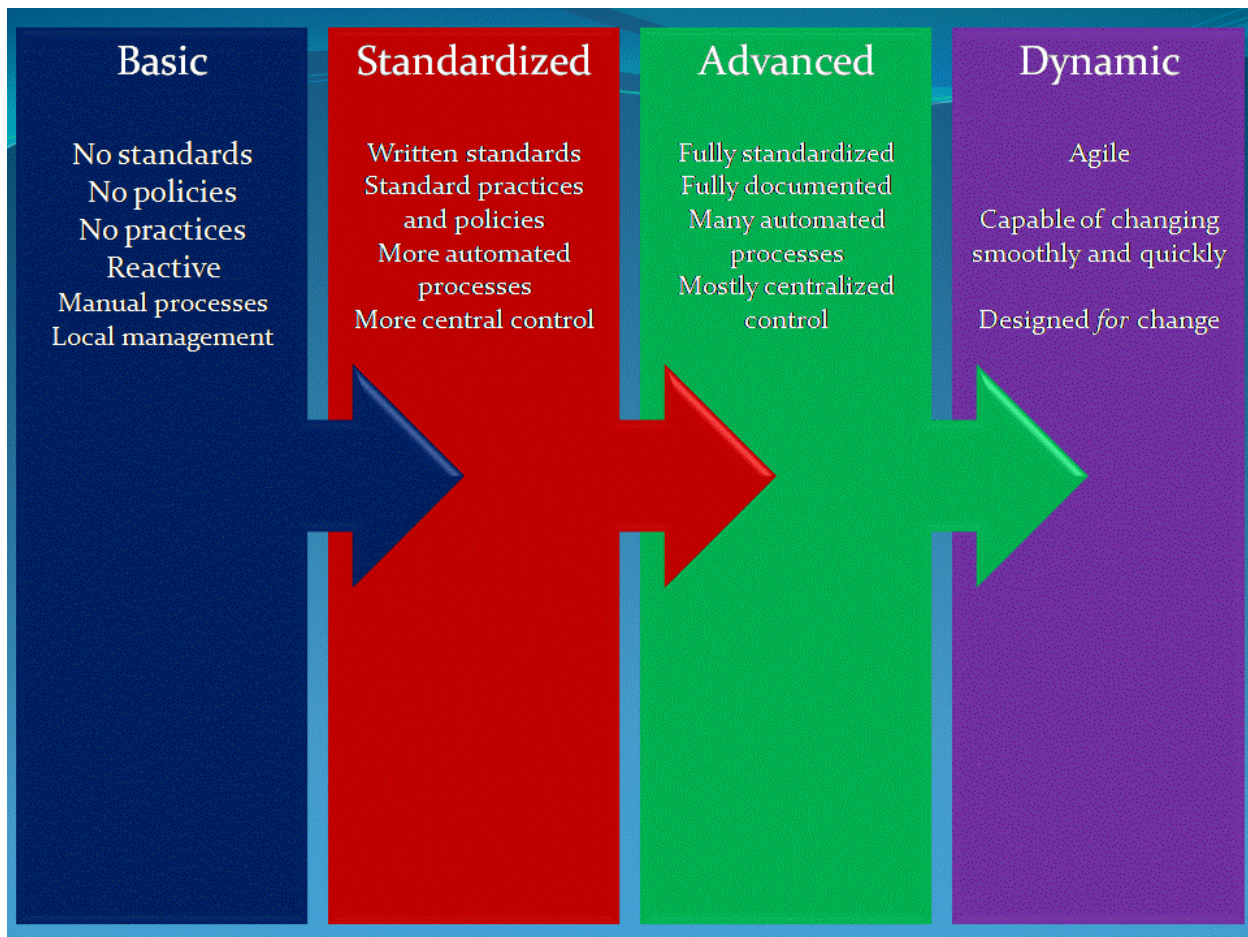 Basic
No standards
No policies
No practices
Reactive
Manual processes
Local management
Standardized
Written standards
Standard practices
and policies
More automated
processes
More central control
Advanced
Fully standardized
Fully documented
Many automated
processes
Mostly centralized
control
Dynamic
Agile
Capable of changing
smoothly and quickly
Designed for change